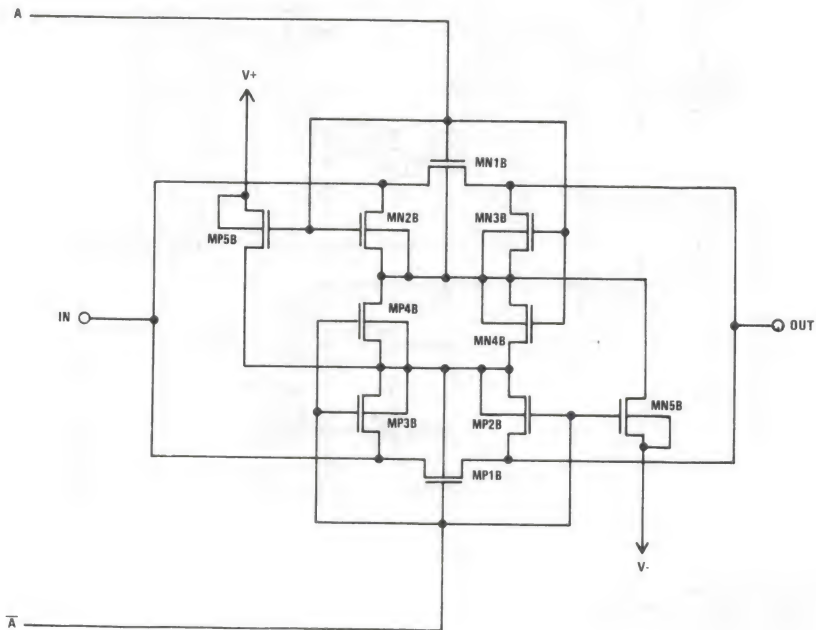 A
V+
MN1B
MN2B
MN3B
MP5B
MP4B
IN
MN4B
OUT
MP3B
MP2B
MN5B
MP1B
V-
A̅